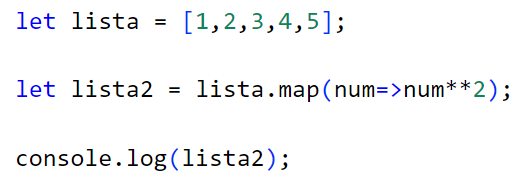 let lista = [1,2,3,4,5];
let lista2 = lista.map(num=>num**2);
console.log(lista2);